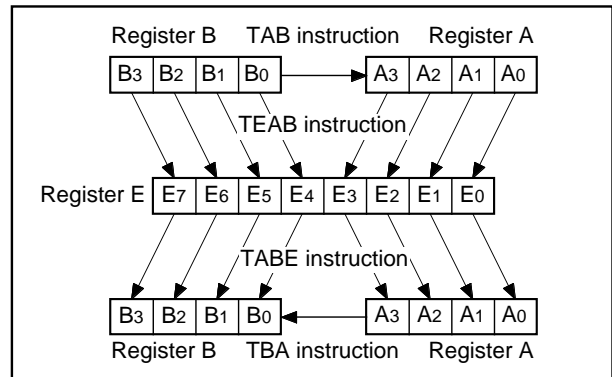 Register B TAB instruction Register A
B3 B2 B1 B0 A3 A2 A1 A0
TEAB instruction
Register E E7 E6 E5 E4 E3 E2 E1 E0
TABE instruction
B3 B2 B1 B0 A3 A2 A1 A0
Register B TBA instruction Register A